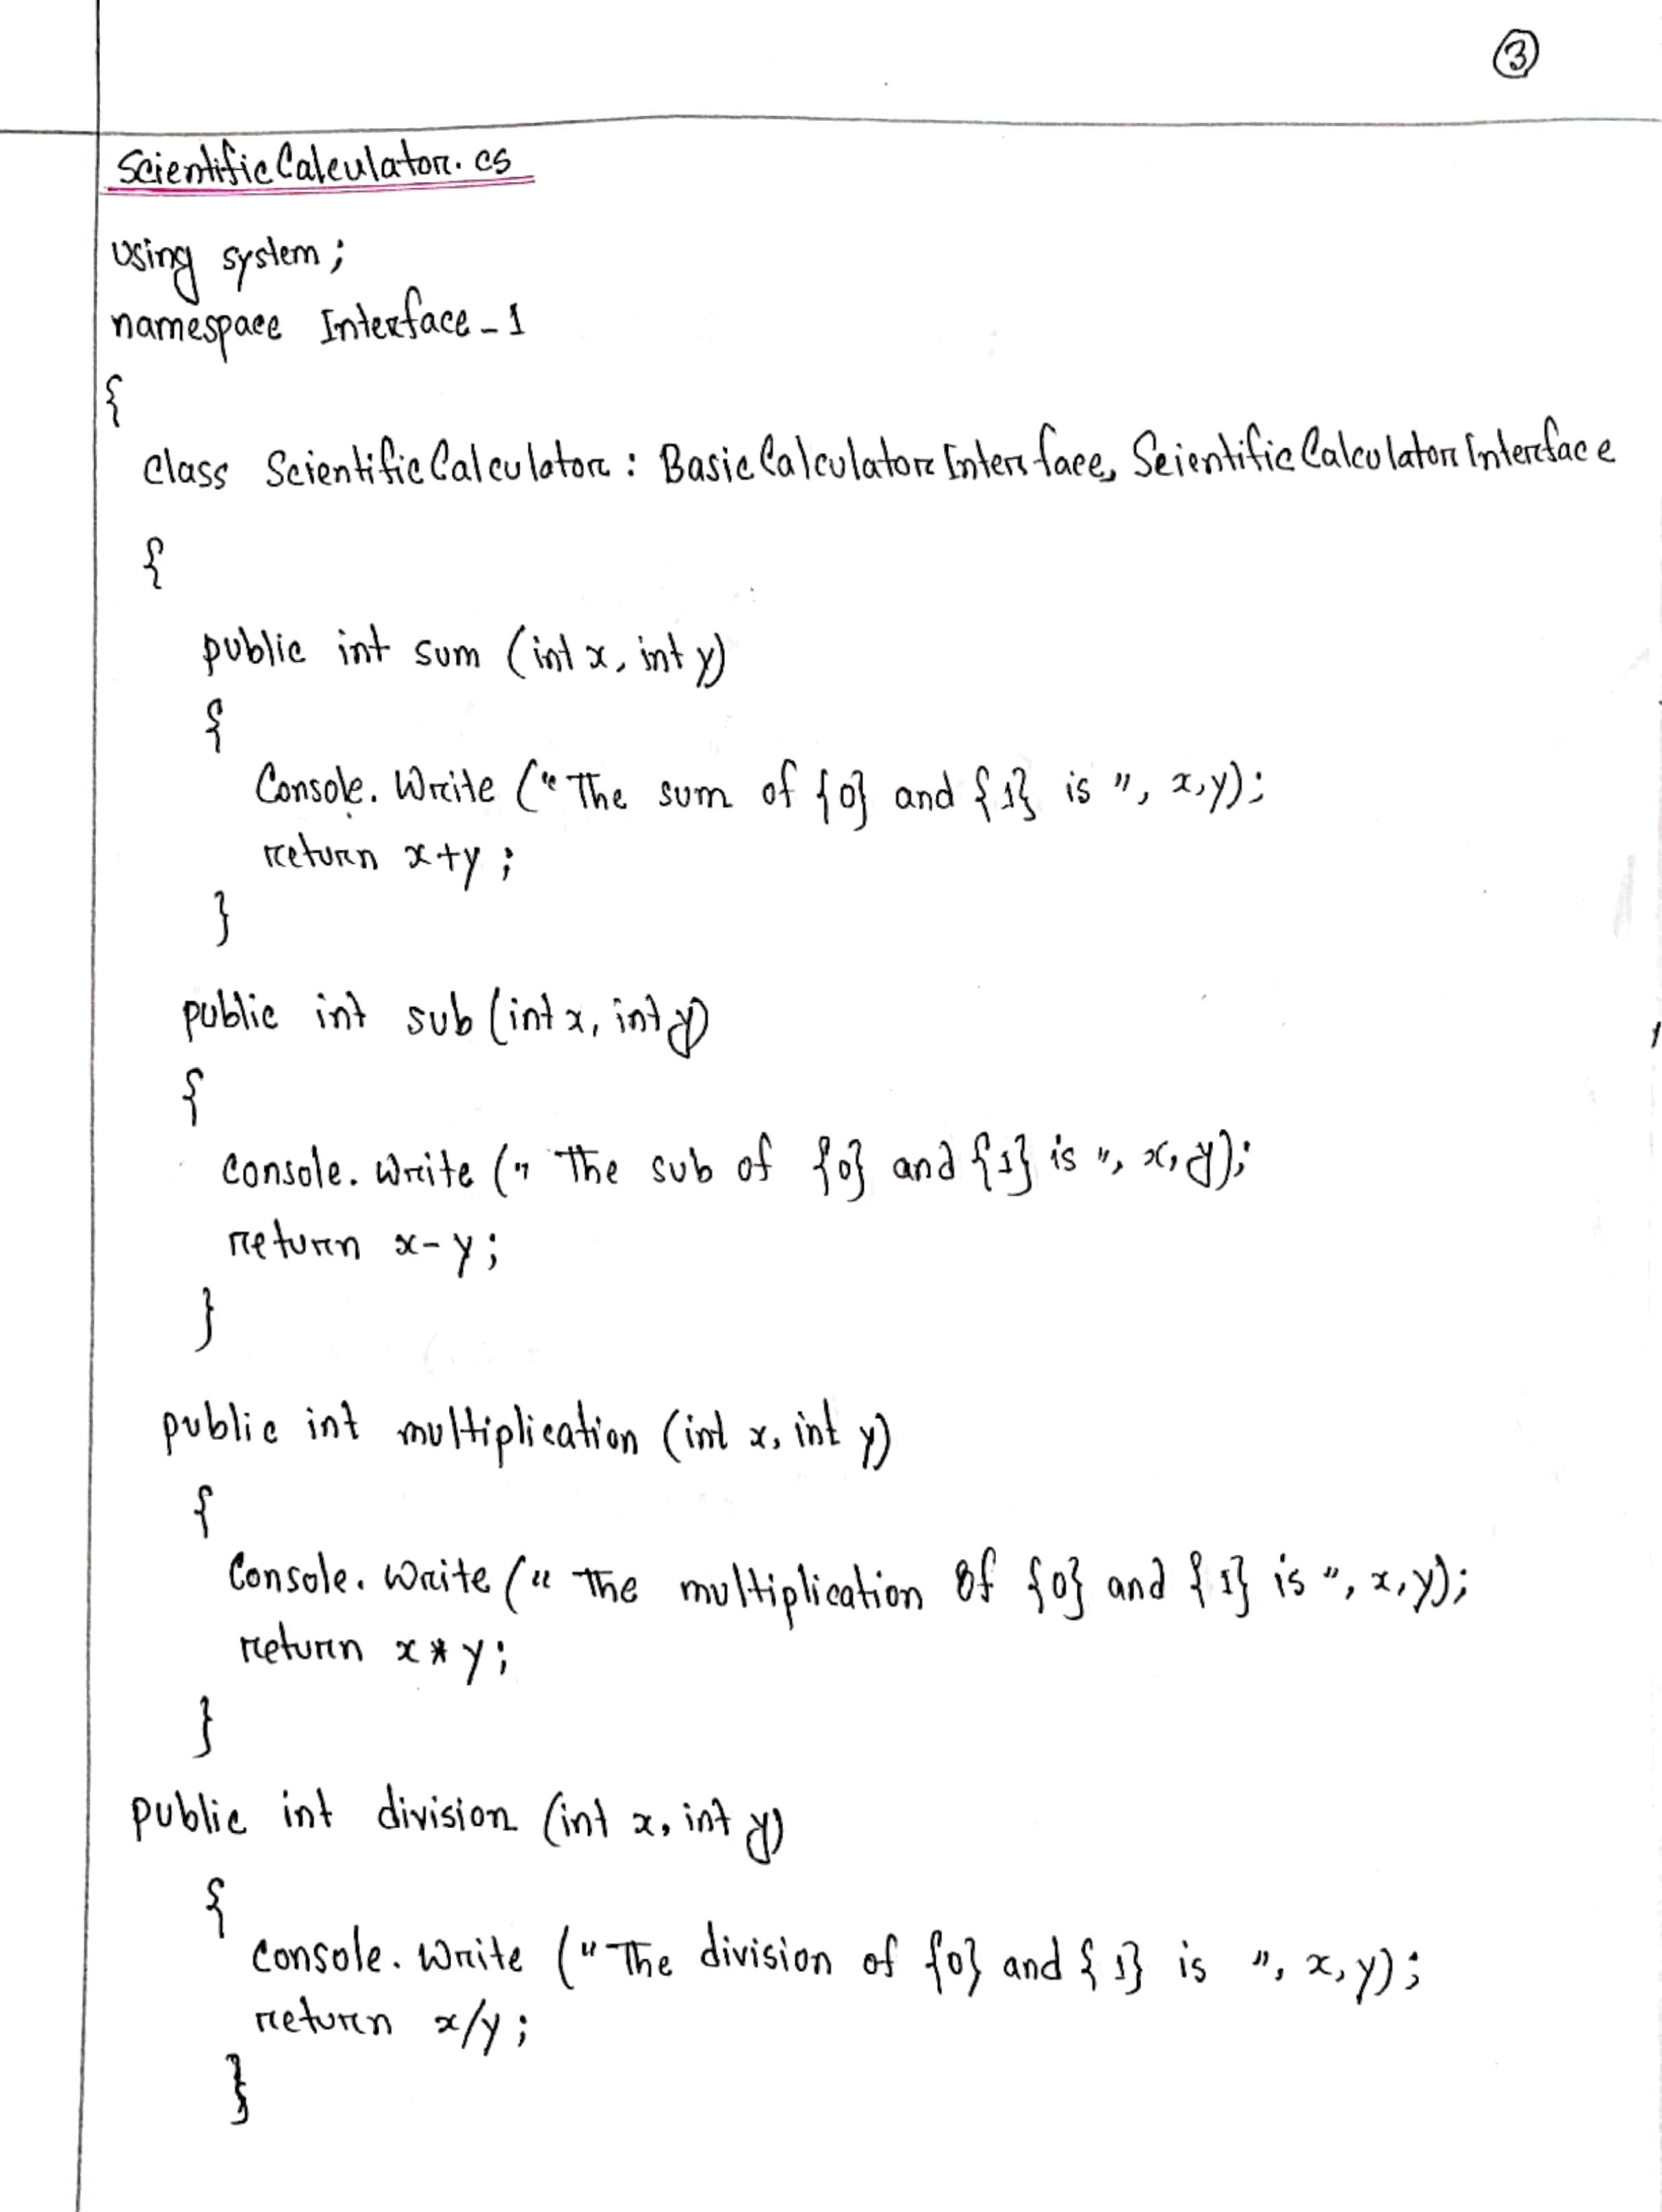 3
ScientificCalculator.cs
using system;
namespace Interface_1
{
class ScientificCalculator : BasicCalculatorInterface, ScientificCalculatorInterface
{
public int sum (int x, int y)
{
Console.Write ("The sum of {0} and {1} is ", x,y);
return x+y ;
}
public int sub (int x, int y)
{
console.write (" The sub of {0} and {1} is ", x, y);
return x-y;
}
public int multiplication (int x, int y)
{
Console.write (" The multiplication of {0} and {1} is ", x, y);
return x*y;
}
public int division (int x, int y)
{
console.write ("The division of {0} and {1} is ", x, y);
return x/y;
}